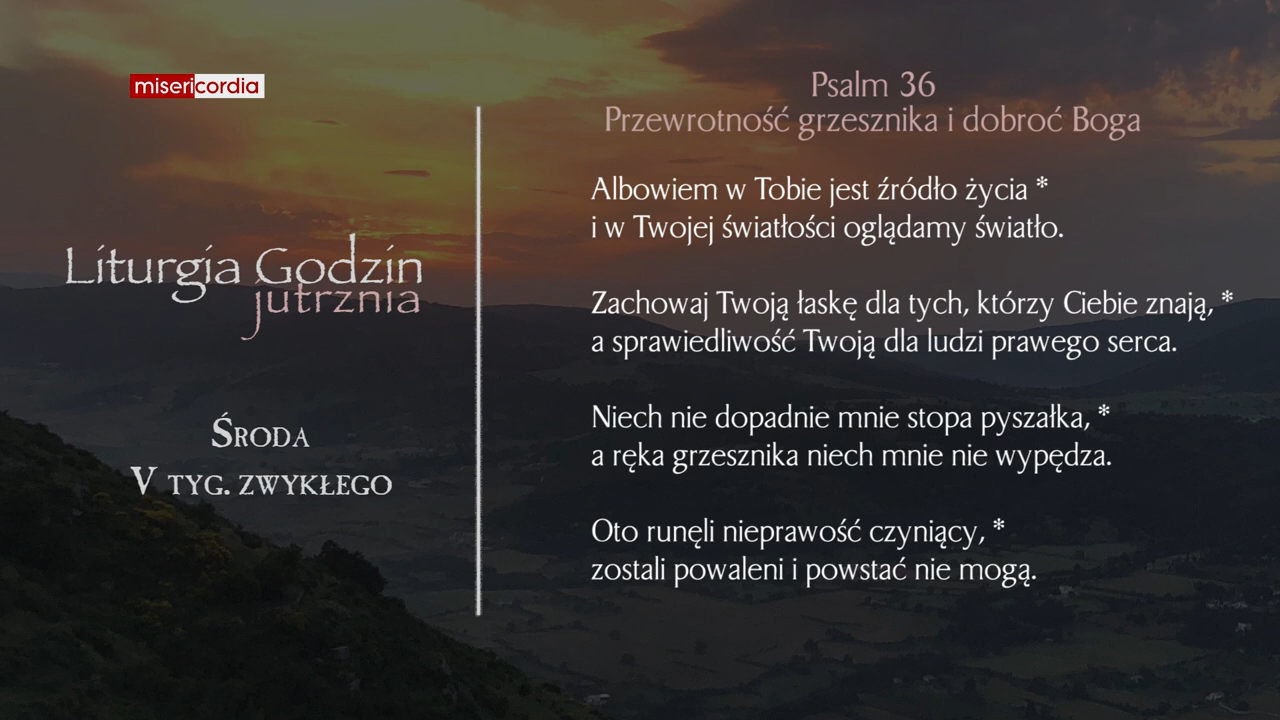 misericordia
Liturgia Godzin
jutrznia
Środa
V tyg. zwykłego
Psalm 36
Przewrotność grzesznika i dobroć Boga
Albowiem w Tobie jest źródło życia *
i w Twojej światłości oglądamy światło.
Zachowaj Twoją łaskę dla tych, którzy Ciebie znają, *
a sprawiedliwość Twoją dla ludzi prawego serca.
Niech nie dopadnie mnie stopa pyszałka, *
a ręka grzesznika niech mnie nie wypędza.
Oto runęli nieprawość czyniący, *
zostali powaleni i powstać nie mogą.